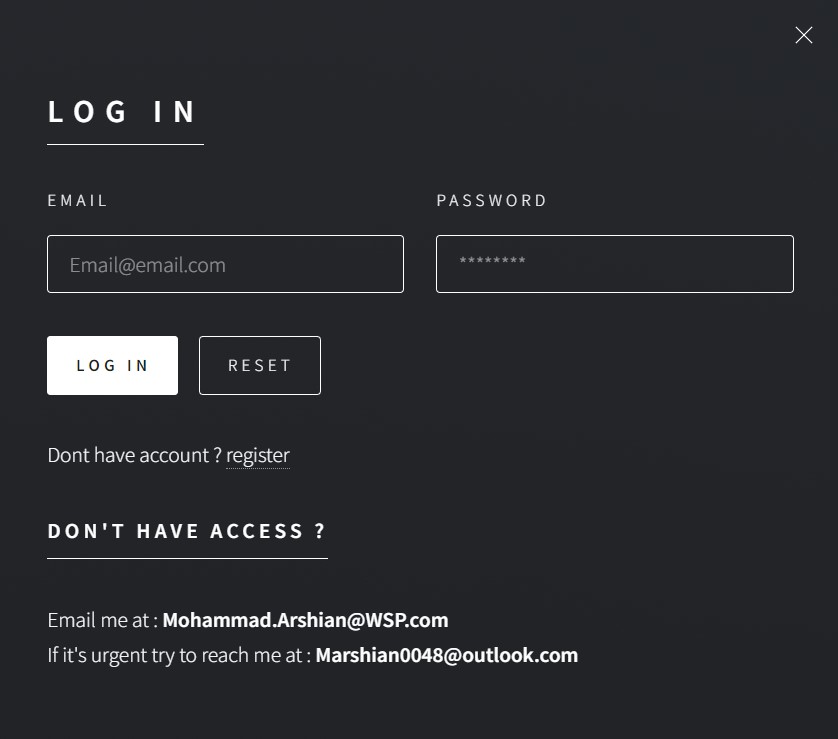 LOG IN
EMAIL PASSWORD
Email@email.com ********
LOG IN RESET
Dont have account ? register
DON'T HAVE ACCESS ?
Email me at : Mohammad.Arshian@WSP.com
If it's urgent try to reach me at : Marshian0048@outlook.com